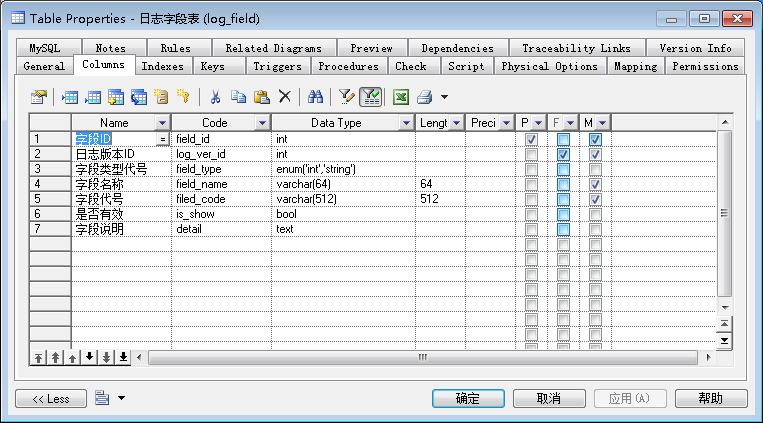 Table Properties - 日志字段表 (log_field)
MySQL Notes Rules Related Diagrams Preview Dependencies Traceability Links Version Info
General Columns Indexes Keys Triggers Procedures Check Script Physical Options Mapping Permissions
Name Code Data Type Lengt Preci P F M
1 字段ID = field_id int
2 日志版本ID log_ver_id int
3 字段类型代号 field_type enum('int','string')
4 字段名称 field_name varchar(64) 64
5 字段代号 filed_code varchar(512) 512
6 是否有效 is_show bool
7 字段说明 detail text
<< Less 确定 取消 应用(A) 帮助